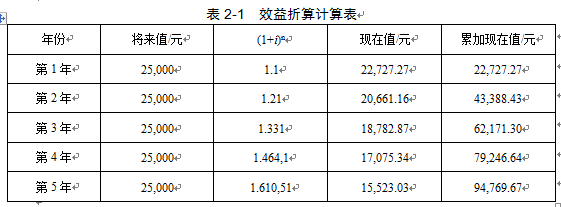 表 2-1 效益折算计算表
年份 将来值/元 (1+i)ⁿ 现在值/元 累加现在值/元
第 1 年 25,000 1.1 22,727.27 22,727.27
第 2 年 25,000 1.21 20,661.16 43,388.43
第 3 年 25,000 1.331 18,782.87 62,171.30
第 4 年 25,000 1.464,1 17,075.34 79,246.64
第 5 年 25,000 1.610,51 15,523.03 94,769.67